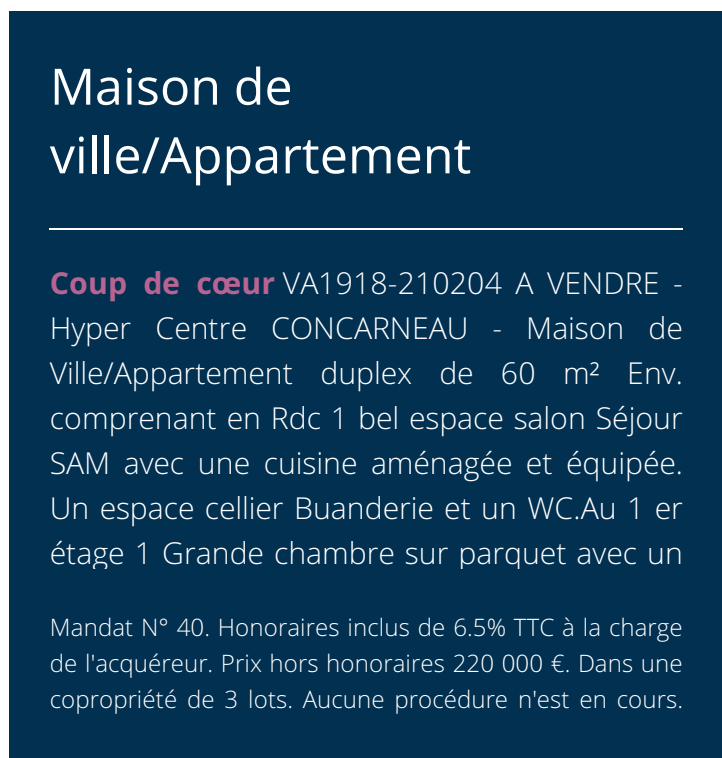 Maison de
ville/Appartement
Coup de cœur VA1918-210204 A VENDRE -
Hyper Centre CONCARNEAU - Maison de
Ville/Appartement duplex de 60 m² Env.
comprenant en Rdc 1 bel espace salon Séjour
SAM avec une cuisine aménagée et équipée.
Un espace cellier Buanderie et un WC.Au 1 er
étage 1 Grande chambre sur parquet avec un
Mandat N° 40. Honoraires inclus de 6.5% TTC à la charge
de l'acquéreur. Prix hors honoraires 220 000 €. Dans une
copropriété de 3 lots. Aucune procédure n'est en cours.